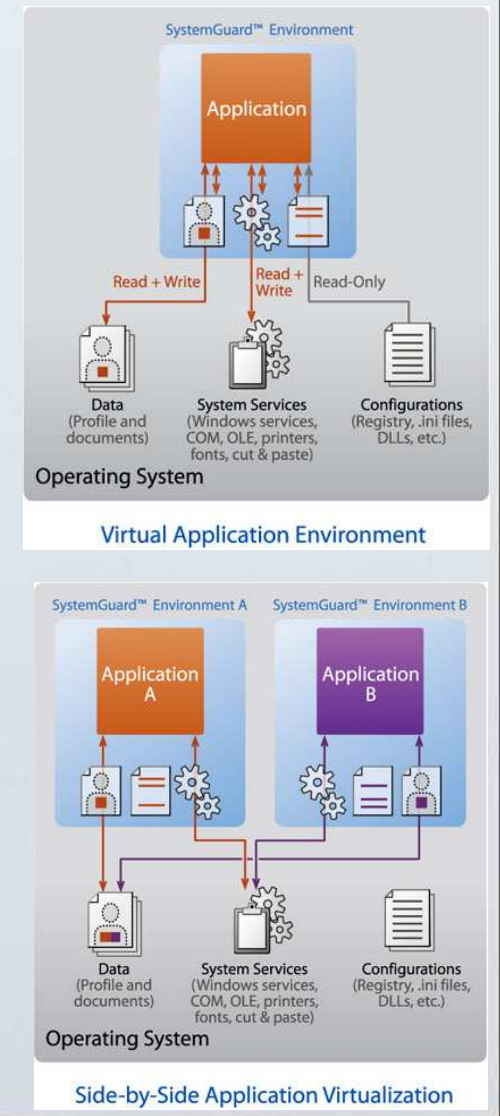 SystemGuard™ Environment
Application
Read + Write
Read +
Write
Read-Only
Data
(Profile and
documents)
System Services
(Windows services,
COM, OLE, printers,
fonts, cut & paste)
Configurations
(Registry, .ini files,
DLLs, etc.)
Operating System
Virtual Application Environment
SystemGuard™ Environment A
SystemGuard™ Environment B
Application
A
Application
B
Data
(Profile and
documents)
System Services
(Windows services,
COM, OLE, printers,
fonts, cut & paste)
Configurations
(Registry, .ini files,
DLLs, etc.)
Operating System
Side-by-Side Application Virtualization